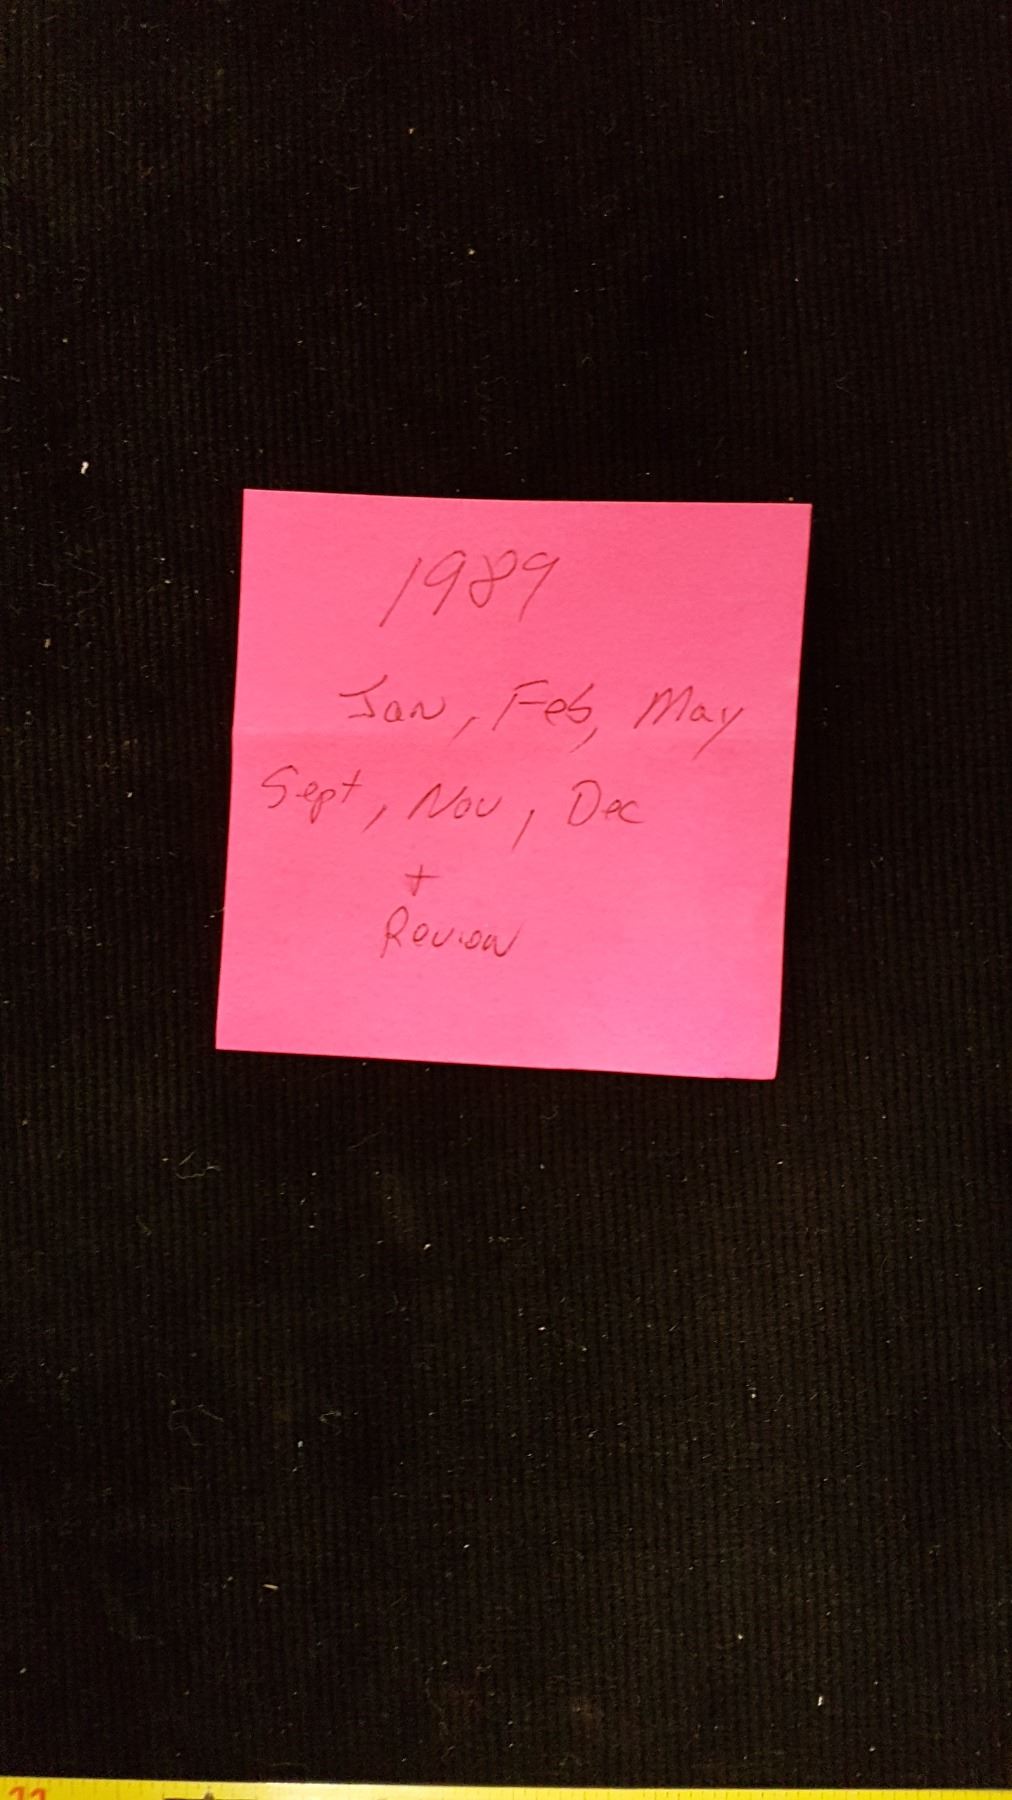 1989
Jan, Feb, May
Sept, Nov, Dec
+
Review